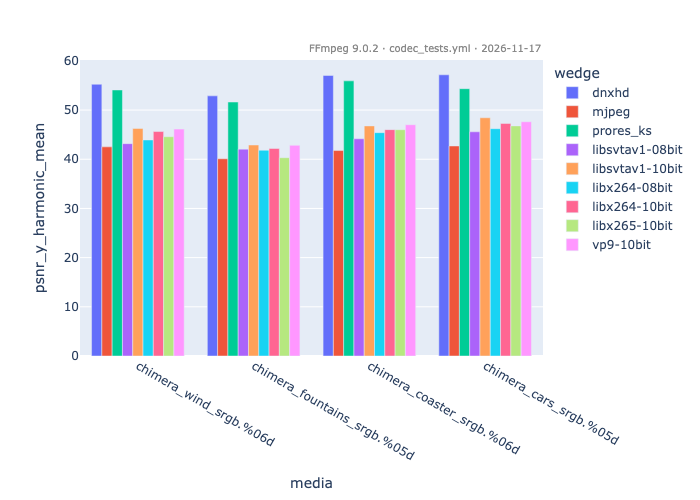 FFmpeg 9.0.2 · codec_tests.yml · 2026-11-17
psnr_y_harmonic_mean
60
50
40
30
20
10
0
chimera_wind_srgb.%06d
chimera_fountains_srgb.%05d
chimera_coaster_srgb.%06d
chimera_cars_srgb.%05d
media
wedge
dnxhd
mjpeg
prores_ks
libsvtav1-08bit
libsvtav1-10bit
libx264-08bit
libx264-10bit
libx265-10bit
vp9-10bit